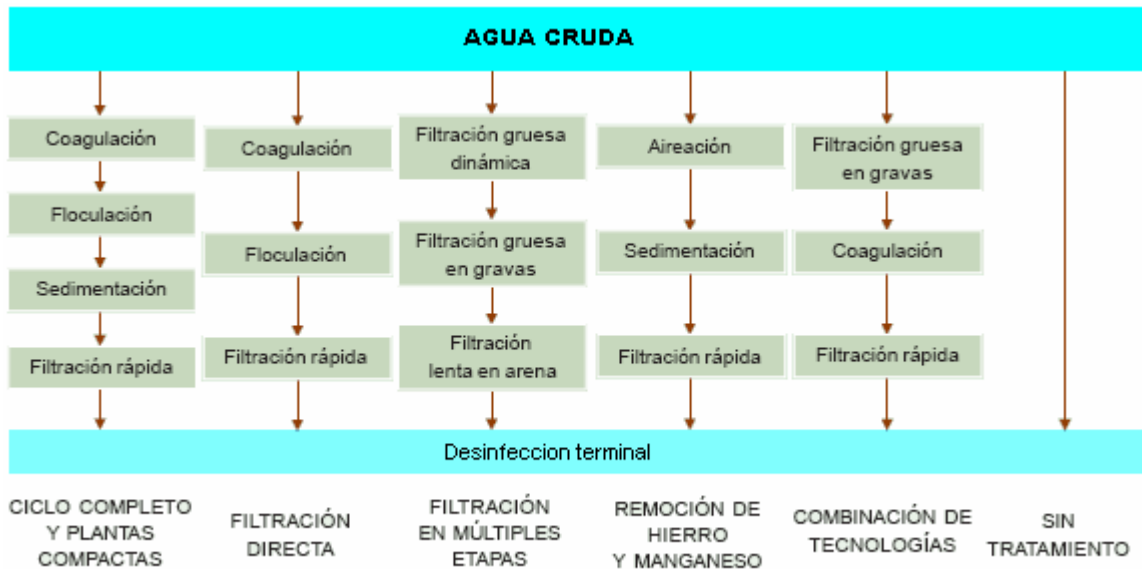 AGUA CRUDA
Coagulación
Floculación
Sedimentación
Filtración rápida
Coagulación
Floculación
Filtración rápida
Filtración gruesa
dinámica
Filtración gruesa
en gravas
Filtración
lenta en arena
Aireación
Sedimentación
Filtración rápida
Filtración gruesa
en gravas
Coagulación
Filtración rápida
Desinfeccion terminal
CICLO COMPLETO
Y PLANTAS
COMPACTAS
FILTRACIÓN
DIRECTA
FILTRACIÓN
EN MÚLTIPLES
ETAPAS
REMOCIÓN DE
HIERRO
Y MANGANESO
COMBINACIÓN DE
TECNOLOGÍAS
SIN
TRATAMIENTO